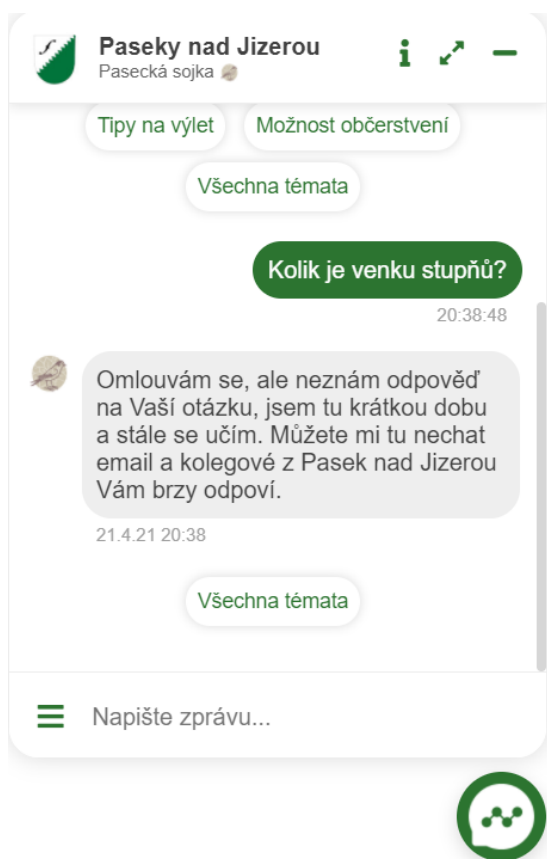 Paseky nad Jizerou
Pasecká sojka
Tipy na výlet
Možnost občerstvení
Všechna témata
Kolik je venku stupňů?
20:38:48
Omlouvám se, ale neznám odpověď
na Vaší otázku, jsem tu krátkou dobu
a stále se učím. Můžete mi tu nechat
email a kolegové z Pasek nad Jizerou
Vám brzy odpoví.
21.4.21 20:38
Všechna témata
Napište zprávu...